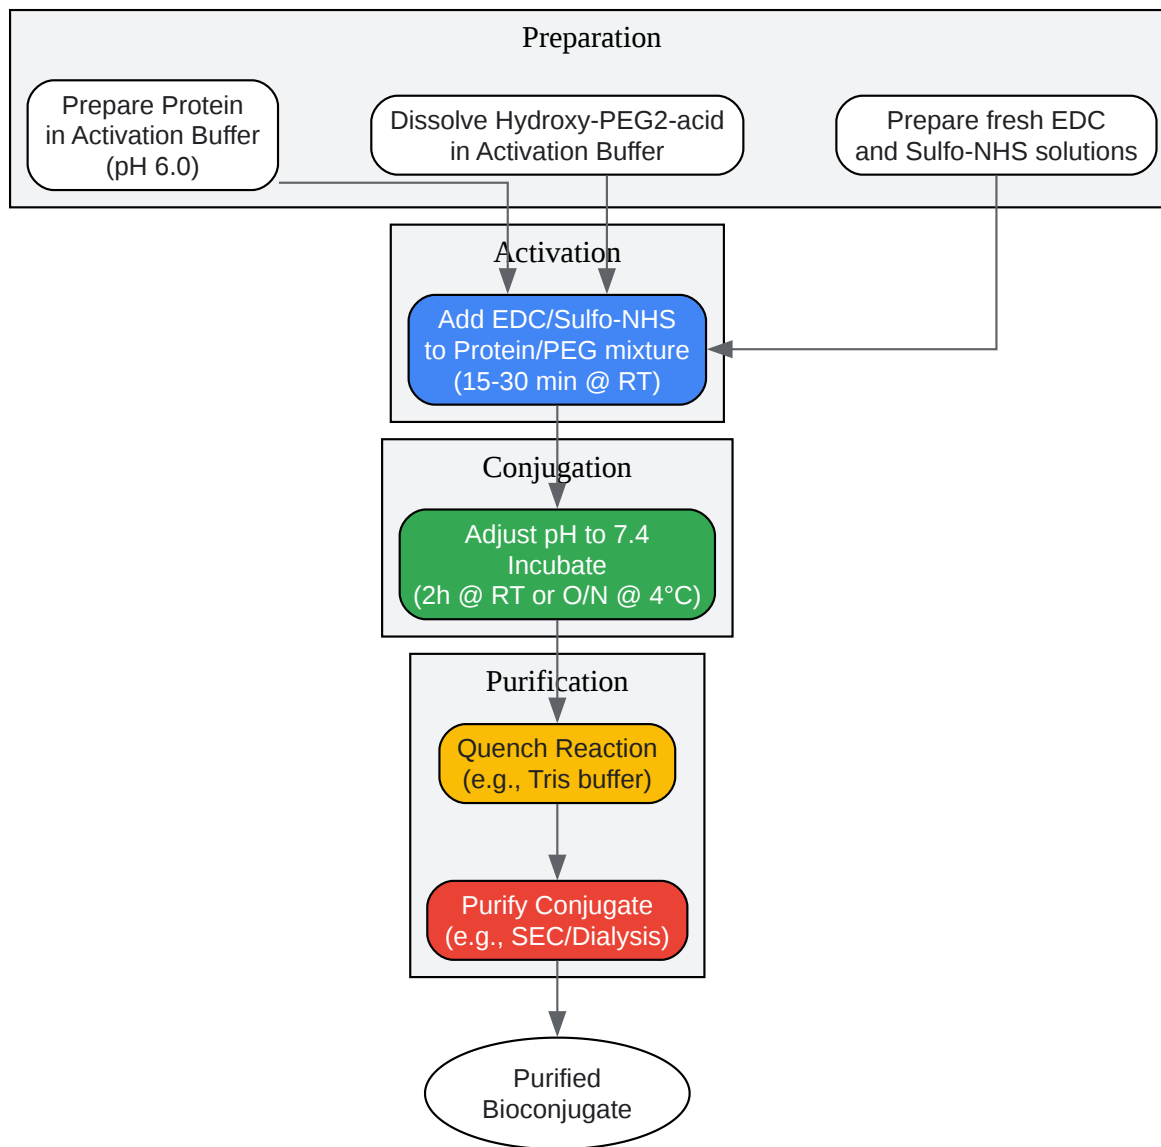 Preparation
Prepare Protein
in Activation Buffer
(pH 6.0)
Dissolve Hydroxy-PEG2-acid
in Activation Buffer
Prepare fresh EDC
and Sulfo-NHS solutions
Activation
Add EDC/Sulfo-NHS
to Protein/PEG mixture
(15-30 min @ RT)
Conjugation
Adjust pH to 7.4
Incubate
(2h @ RT or O/N @ 4°C)
Purification
Quench Reaction
(e.g., Tris buffer)
Purify Conjugate
(e.g., SEC/Dialysis)
Purified
Bioconjugate